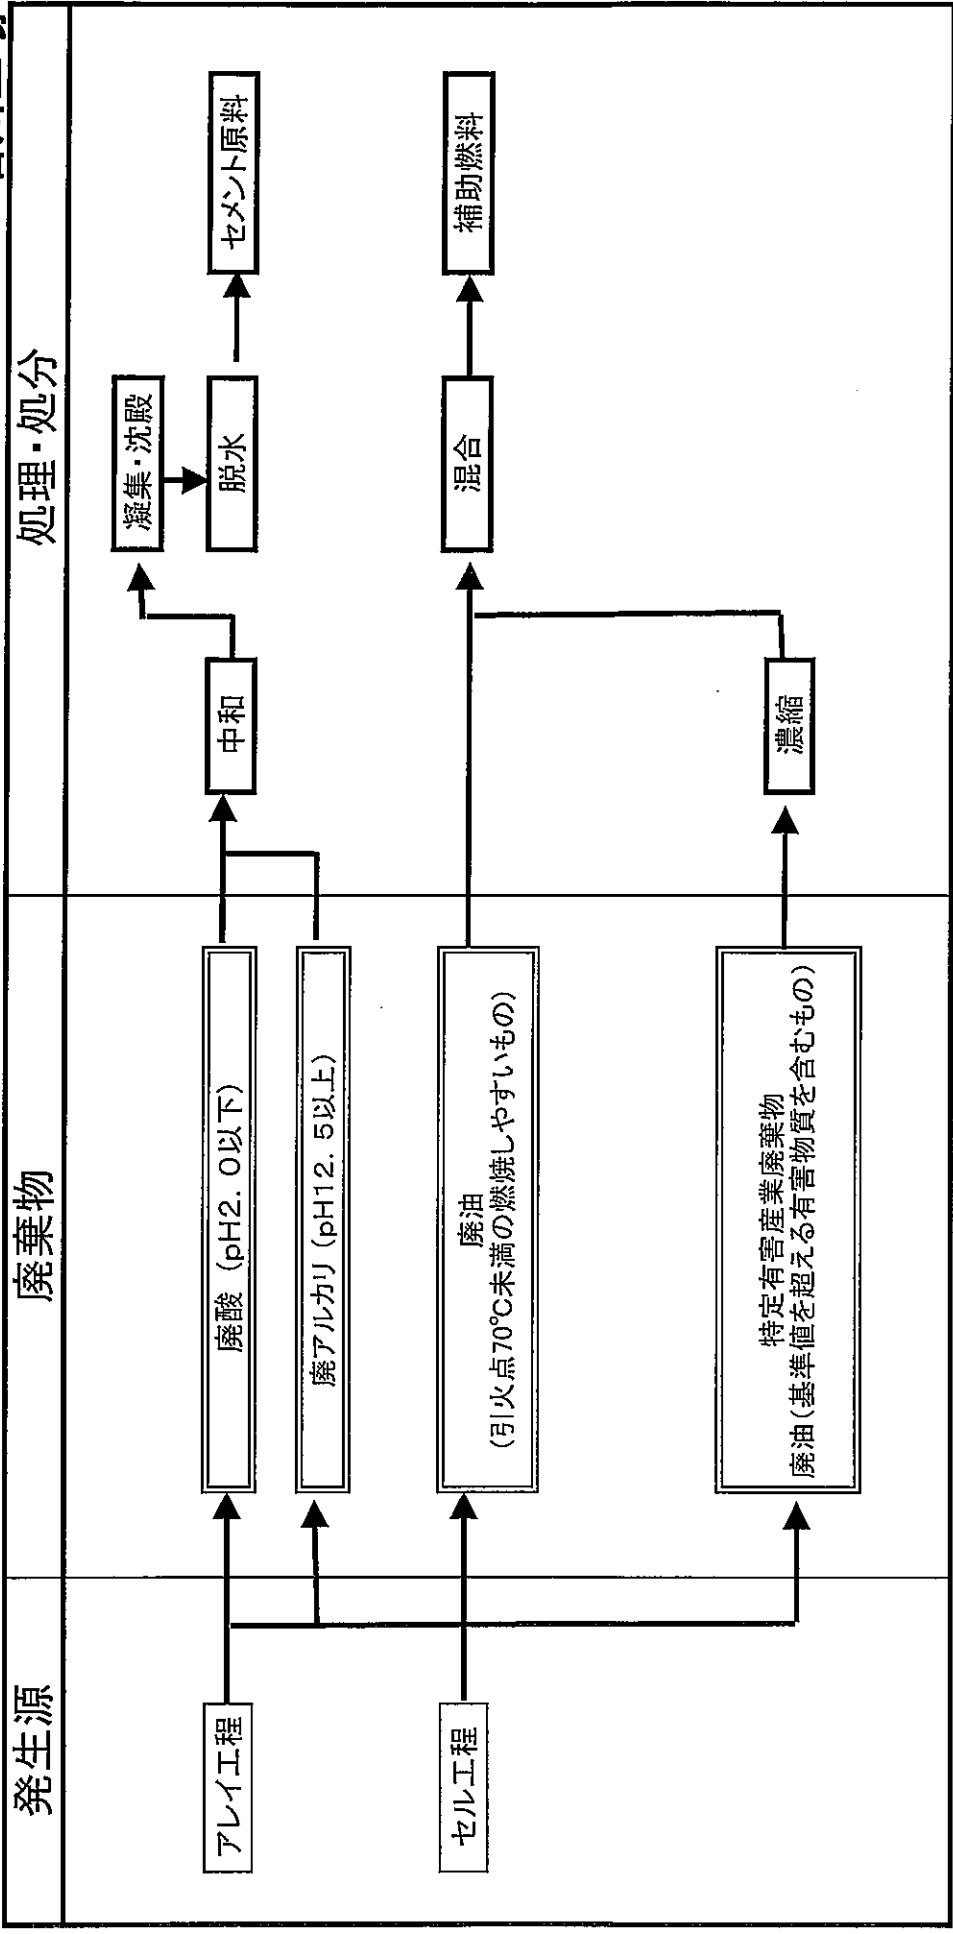 発生源
廃棄物
処理・処分
アレイ工程
廃酸 (pH2. 0以下)
中和
凝集・沈殿
脱水
セメント原料
廃アルカリ (pH12. 5以上)
セル工程
廃油
(引火点70℃未満の燃焼しやすいもの)
混合
補助燃料
特定有害産業廃棄物
廃油(基準値を超える有害物質を含むもの)
濃縮